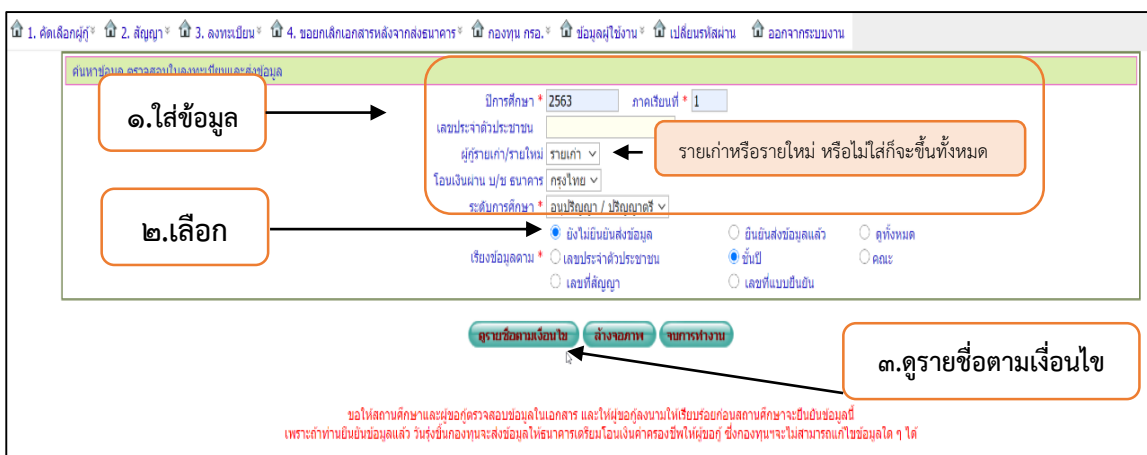 1. คัดเลือกผู้กู้ 2. สัญญา 3. ลงทะเบียน 4. ขอยกเลิกเอกสารหลังจากส่งธนาคาร กองทุน กรอ. ข้อมูลผู้ใช้งาน เปลี่ยนรหัสผ่าน ออกจากระบบงาน
ค้นหาข้อมูล ตรวจสอบใบลงทะเบียนและส่งข้อมูล
๑.ใส่ข้อมูล
ปีการศึกษา * 2563 ภาคเรียนที่ * 1
เลขประจำตัวประชาชน
ผู้กู้รายเก่า/รายใหม่ รายเก่า
รายเก่าหรือรายใหม่ หรือไม่ใส่ก็จะขึ้นทั้งหมด
โอนเงินผ่าน บ/ช ธนาคาร กรุงไทย
ระดับการศึกษา * อนุปริญญา / ปริญญาตรี
๒.เลือก
ยังไม่ยืนยันส่งข้อมูล ยืนยันส่งข้อมูลแล้ว ดูทั้งหมด
เรียงข้อมูลตาม * เลขประจำตัวประชาชน ชั้นปี คณะ
เลขที่สัญญา เลขที่แบบยืนยัน
ดูรายชื่อตามเงื่อนไข ล้างจอภาพ จบการทำงาน
๓.ดูรายชื่อตามเงื่อนไข
ขอให้สถานศึกษาและผู้ขอกู้ตรวจสอบข้อมูลในเอกสาร และให้ผู้ขอกู้ลงนามให้เรียบร้อยก่อนสถานศึกษาจะยืนยันข้อมูลนี้
เพราะถ้าท่านยืนยันข้อมูลแล้ว วันรุ่งขึ้นกองทุนจะส่งข้อมูลให้ธนาคารเตรียมโอนเงินค่าครองชีพให้ผู้ขอกู้ ซึ่งกองทุนฯจะไม่สามารถแก้ไขข้อมูลใด ๆ ได้